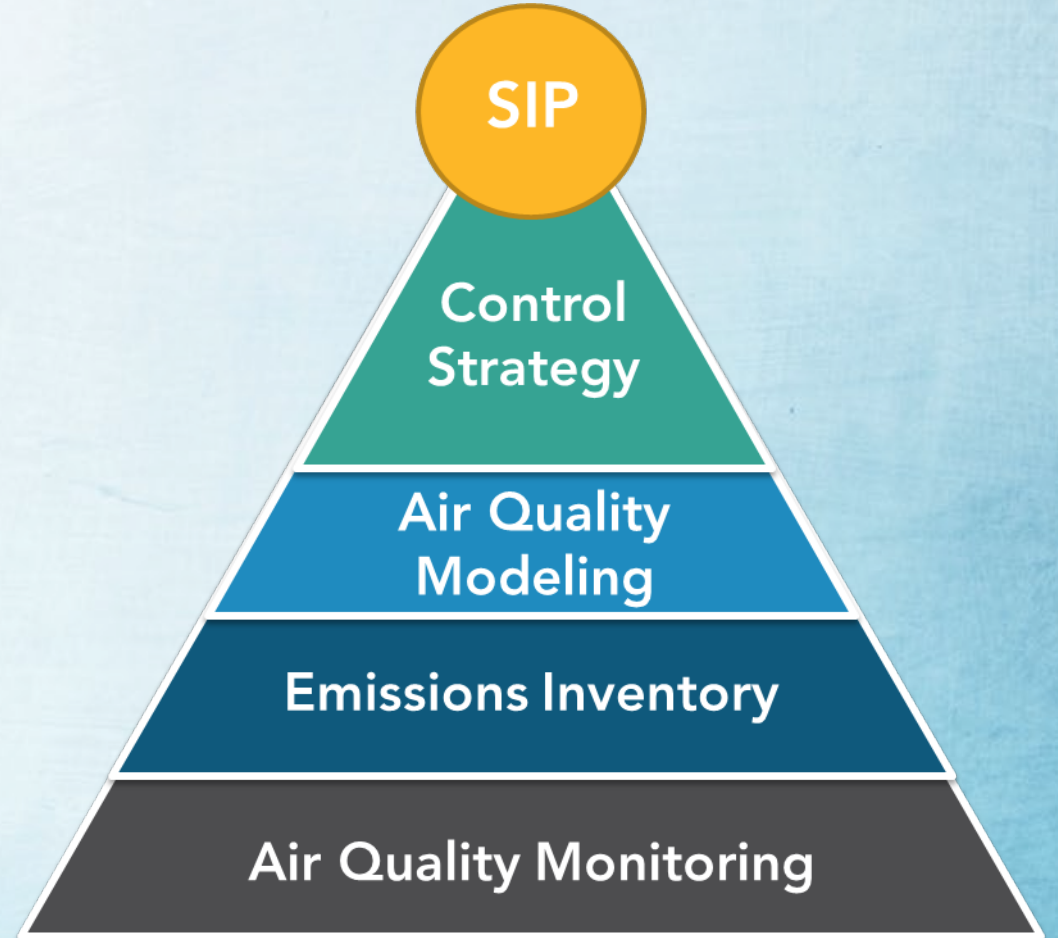 SIP
Control
Strategy
Air Quality
Modeling
Emissions Inventory
Air Quality Monitoring